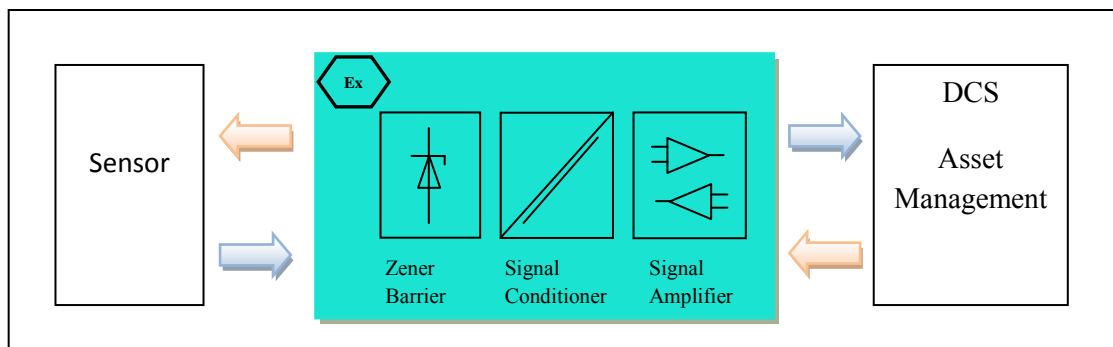 Sensor
Ex
Zener
Barrier
Signal
Conditioner
Signal
Amplifier
DCS
Asset
Management